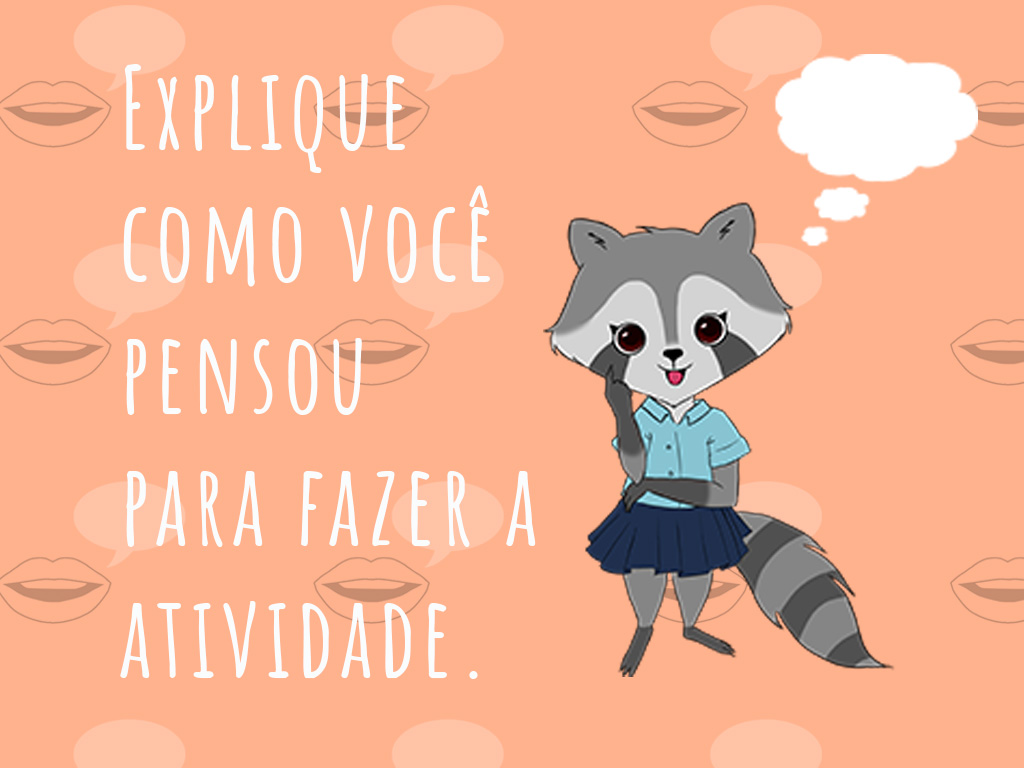 Explique
como você
pensou
para fazer a
atividade.